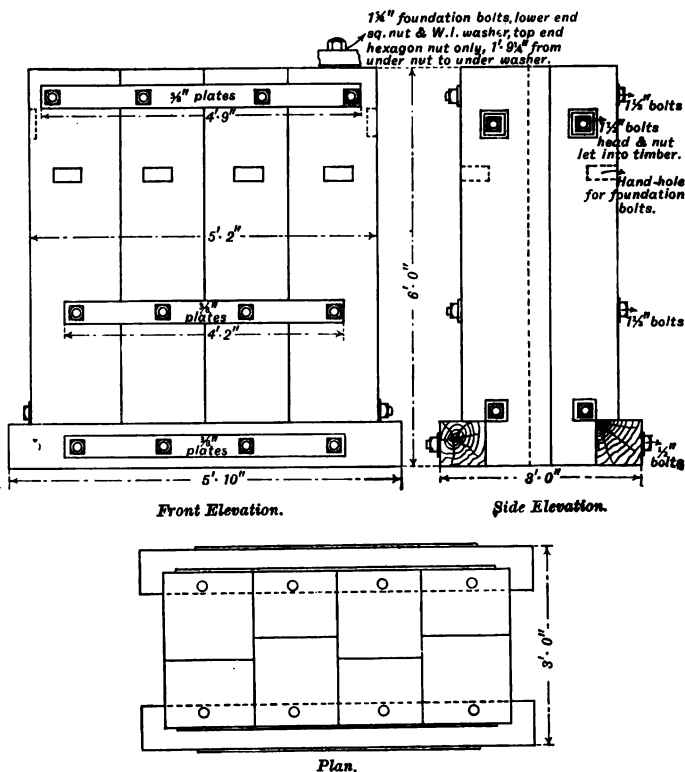 1¾" foundation bolts, lower end
sq. nut & W.I. washer, top end
hexagon nut only, 1'·9¼" from
under nut to under washer.
⅜" plates
4'·9"
5'·2"
⅜"
plates
4'·2"
⅜"
plates
5'·10"
6'·0"
Front Elevation.
1½"
bolts
1½" bolts
head & nut
let into timber.
Hand-hole
for foundation
bolts.
1½" bolts
½"
bolts
8'·0"
Side Elevation.
3'·0"
Plan.